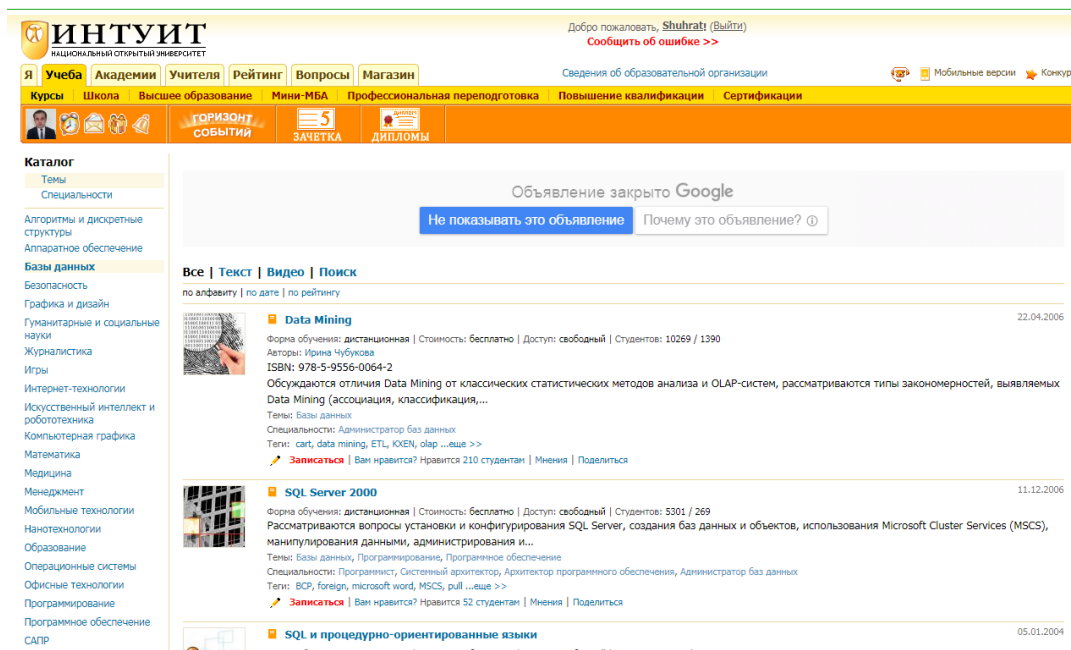 ИНТУИТ
НАЦИОНАЛЬНЫЙ ОТКРЫТЫЙ УНИВЕРСИТЕТ
Добро пожаловать, Shuhrat! (Выйти)
Сообщить об ошибке >>
Я Учеба Академии Учителя Рейтинг Вопросы Магазин
Сведения об образовательной организации
Мобильные версии Конкур
Курсы Школа Высшее образование Мини-МБА Профессиональная переподготовка Повышение квалификации Сертификации
ГОРИЗОНТ СОБЫТИЙ
5 ЗАЧЕТКА
ДИПЛОМЫ
Каталог
Темы
Специальности
Алгоритмы и дискретные
структуры
Аппаратное обеспечение
Базы данных
Безопасность
Графика и дизайн
Гуманитарные и социальные
науки
Журналистика
Игры
Интернет-технологии
Искусственный интеллект и
робототехника
Компьютерная графика
Математика
Медицина
Менеджмент
Мобильные технологии
Нанотехнологии
Образование
Операционные системы
Офисные технологии
Программирование
Программное обеспечение
САПР
Объявление закрыто Google
Не показывать это объявление Почему это объявление?
Все | Текст | Видео | Поиск
по алфавиту | по дате | по рейтингу
Data Mining 22.04.2006
Форма обучения: дистанционная | Стоимость: бесплатно | Доступ: свободный | Студентов: 10269 / 1390
Авторы: Ирина Чубукова
ISBN: 978-5-9556-0064-2
Обсуждаются отличия Data Mining от классических статистических методов анализа и OLAP-систем, рассматриваются типы закономерностей, выявляемых
Data Mining (ассоциация, классификация,...
Темы: Базы данных
Специальности: Администратор баз данных
Теги: cart, data mining, ETL, KXEN, olap ...еще >>
Записаться | Вам нравится? Нравится 210 студентам | Мнения | Поделиться
SQL Server 2000 11.12.2006
Форма обучения: дистанционная | Стоимость: бесплатно | Доступ: свободный | Студентов: 5301 / 269
Рассматриваются вопросы установки и конфигурирования SQL Server, создания баз данных и объектов, использования Microsoft Cluster Services (MSCS),
манипулирования данными, администрирования и...
Темы: Базы данных, Программирование, Программное обеспечение
Специальности: Программист, Системный архитектор, Архитектор программного обеспечения, Администратор баз данных
Теги: BCP, foreign, microsoft word, MSCS, pull ...еще >>
Записаться | Вам нравится? Нравится 52 студентам | Мнения | Поделиться
SQL и процедурно-ориентированные языки 05.01.2004